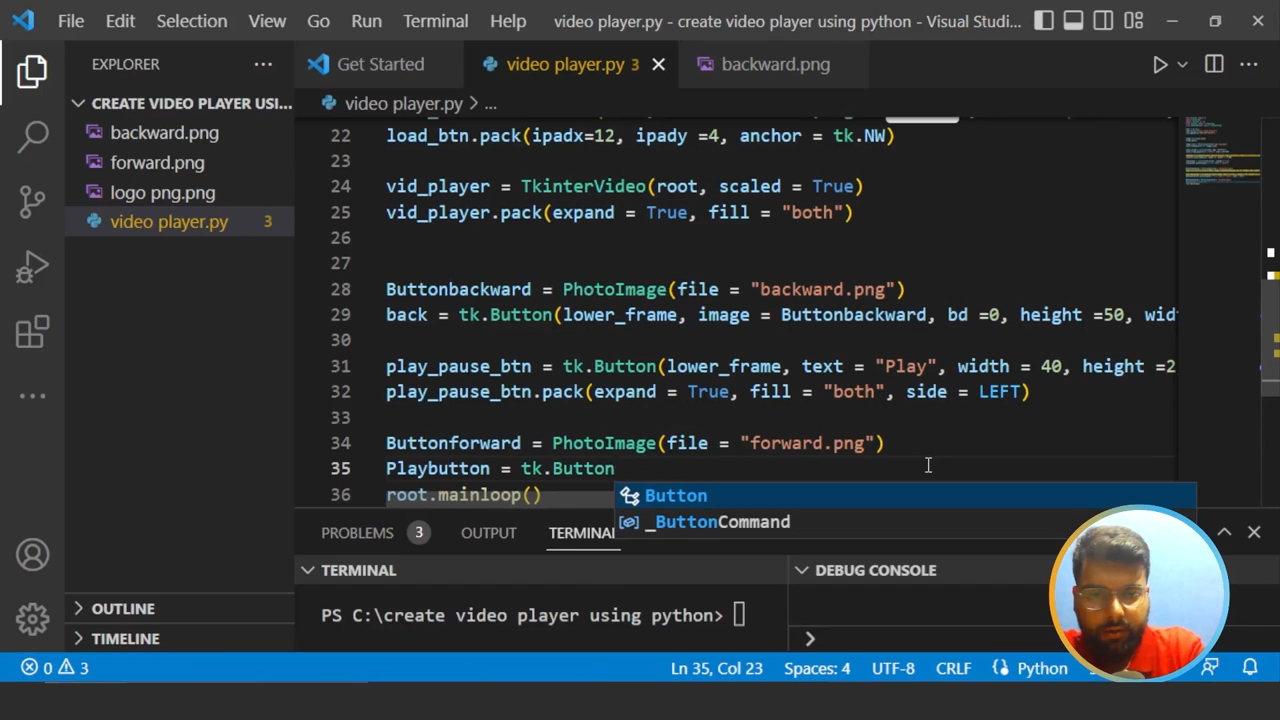 File Edit Selection View Go Run Terminal Help video player.py - create video player using python - Visual Studi...
EXPLORER
Get Started
video player.py 3
backward.png
CREATE VIDEO PLAYER USI...
video player.py > ...
backward.png
forward.png
logo png.png
video player.py 3
22 load_btn.pack(ipadx=12, ipady =4, anchor = tk.NW)
23
24 vid_player = TkinterVideo(root, scaled = True)
25 vid_player.pack(expand = True, fill = "both")
26
27
28 Buttonbackward = PhotoImage(file = "backward.png")
29 back = tk.Button(lower_frame, image = Buttonbackward, bd =0, height =50, wid
30
31 play_pause_btn = tk.Button(lower_frame, text = "Play", width = 40, height =2
32 play_pause_btn.pack(expand = True, fill = "both", side = LEFT)
33
34 Buttonforward = PhotoImage(file = "forward.png")
35 Playbutton = tk.Button
36 root.mainloop()
Button
_ButtonCommand
PROBLEMS 3 OUTPUT TERMINAL
TERMINAL
DEBUG CONSOLE
PS C:\create video player using python>
OUTLINE
TIMELINE
0 3 Ln 35, Col 23 Spaces: 4 UTF-8 CRLF Python